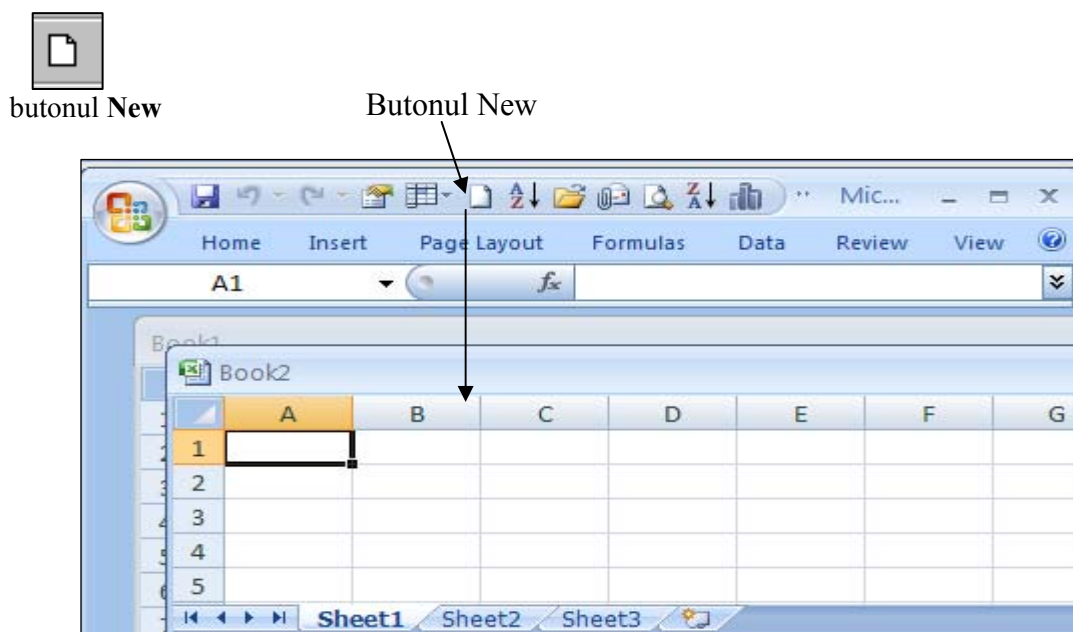 butonul New
Butonul New
Mic...
Home Insert Page Layout Formulas Data Review View
A1 fx
Book1
Book2
A B C D E F G
1
2
3
4
5
Sheet1 Sheet2 Sheet3